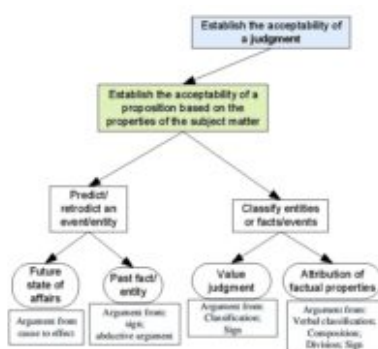 Establish the acceptability of
a judgment
Establish the acceptability of a
proposition based on the
properties of the subject matter
Predict/
retrodict an
event/entity
Classify entities
or facts/events
Future
state of
affairs
Past fact/
entity
Value
judgment
Attribution of
factual properties
Argument from
cause to effect
Argument from:
sign;
abductive argument
Argument from:
Classification;
Sign
Argument from:
Verbal classification;
Composition;
Division; Sign